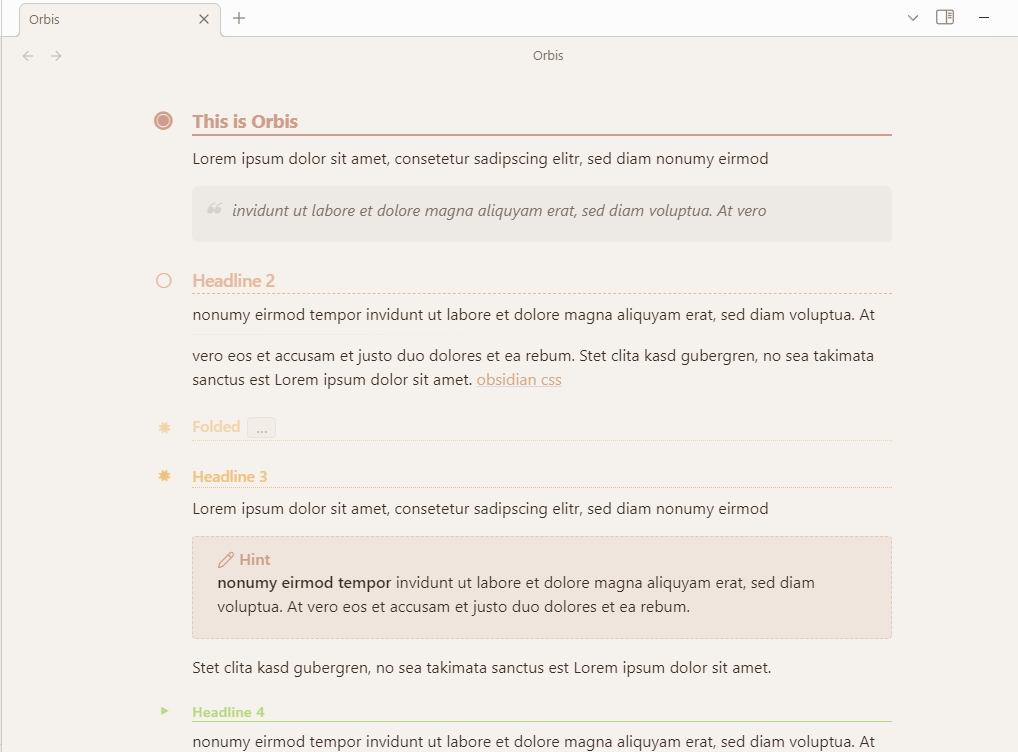 Orbis
Orbis
This is Orbis
Lorem ipsum dolor sit amet, consetetur sadipscing elitr, sed diam nonumy eirmod
❝ invidunt ut labore et dolore magna aliquyam erat, sed diam voluptua. At vero
Headline 2
nonumy eirmod tempor invidunt ut labore et dolore magna aliquyam erat, sed diam voluptua. At
vero eos et accusam et justo duo dolores et ea rebum. Stet clita kasd gubergren, no sea takimata
sanctus est Lorem ipsum dolor sit amet. obsidian css
Folded ...
Headline 3
Lorem ipsum dolor sit amet, consetetur sadipscing elitr, sed diam nonumy eirmod
Hint
nonumy eirmod tempor invidunt ut labore et dolore magna aliquyam erat, sed diam
voluptua. At vero eos et accusam et justo duo dolores et ea rebum.
Stet clita kasd gubergren, no sea takimata sanctus est Lorem ipsum dolor sit amet.
Headline 4
nonumy eirmod tempor invidunt ut labore et dolore magna aliquyam erat, sed diam voluptua. At